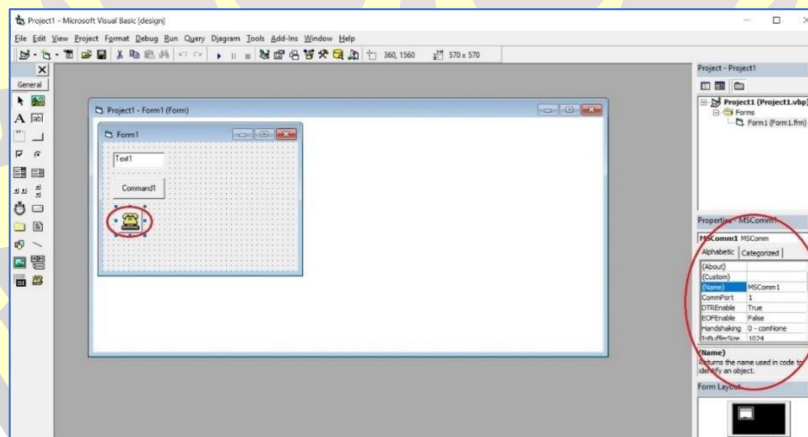 Project1 - Microsoft Visual Basic [design]
File Edit View Project Format Debug Run Query Diagram Tools Add-Ins Window Help
360, 1560 570 x 570
General
Project - Project1
Project1 (Project1.vbp)
Forms
Form1 (Form1.frm)
Project1 - Form1 (Form)
Form1
Text1
Command1
Properties - MSComm1
MSComm1 MSComm
Alphabetic Categorized
(About)
(Custom)
(Name) MSComm1
CommPort 1
DTREnable True
EOFEnable False
Handshaking 0 - comNone
InBufferSize 1024
(Name)
Returns the name used in code to
identify an object.
Form Layout